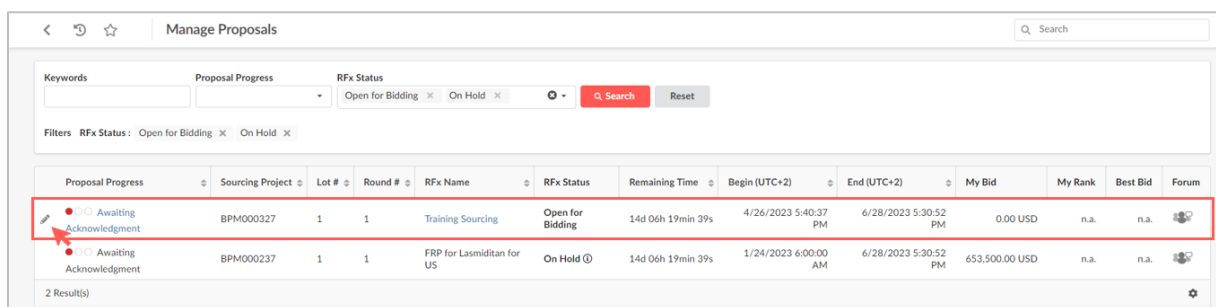 Manage Proposals
Search
Keywords
Proposal Progress
RFx Status
Open for Bidding × On Hold ×
Search
Reset
Filters RFx Status : Open for Bidding × On Hold ×
Proposal Progress Sourcing Project Lot # Round # RFx Name RFx Status Remaining Time Begin (UTC+2) End (UTC+2) My Bid My Rank Best Bid Forum
Awaiting Acknowledgment BPM000327 1 1 Training Sourcing Open for Bidding 14d 06h 19min 39s 4/26/2023 5:40:37 PM 6/28/2023 5:30:52 PM 0.00 USD n.a. n.a.
Awaiting Acknowledgment BPM000237 1 1 FRP for Lasmiditan for US On Hold 14d 06h 19min 39s 1/24/2023 6:00:00 AM 6/28/2023 5:30:52 PM 653,500.00 USD n.a. n.a.
2 Result(s)